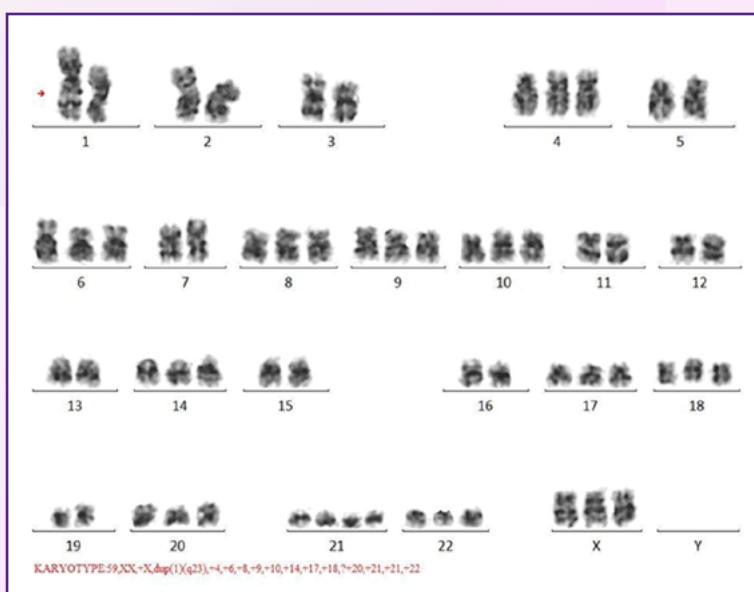 1 2 3 4 5
6 7 8 9 10 11 12
13 14 15 16 17 18
19 20 21 22 X Y
KARYOTYPE:59,XX,+X,dup(1)(q23),+4,+6,+8,+9,+10,+14,+17,+18,?+20,+21,+21,+22